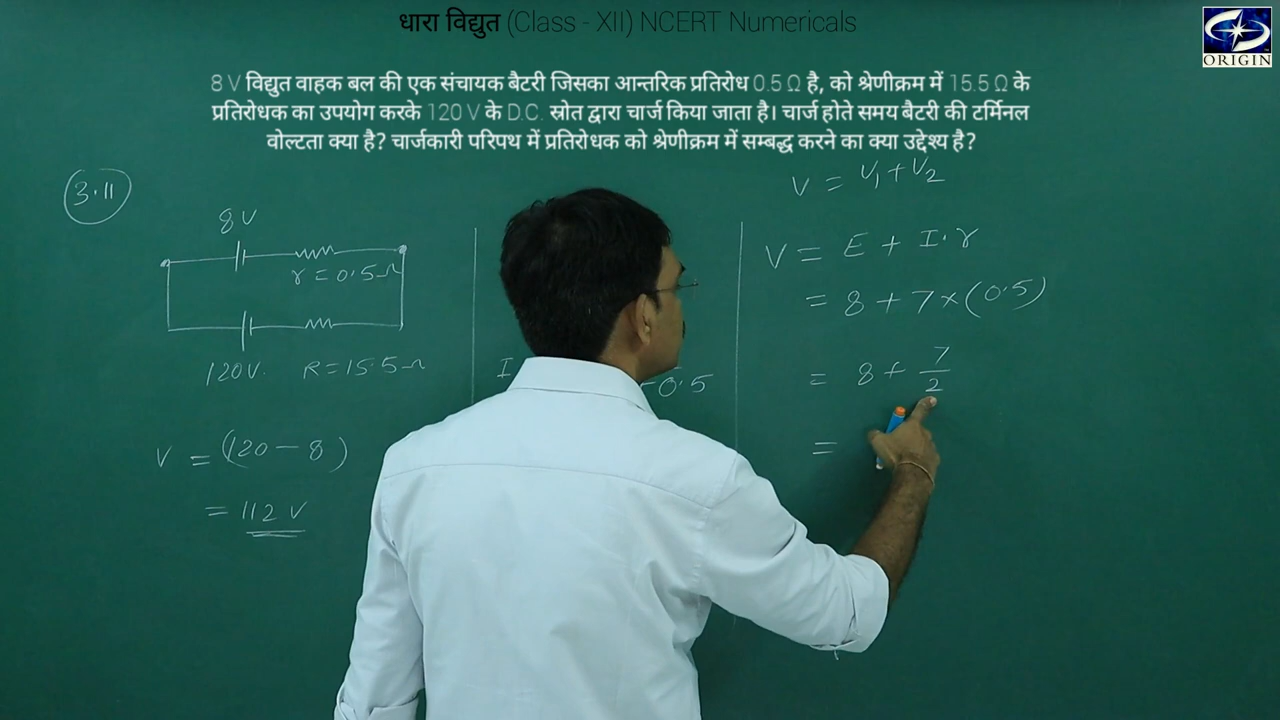 धारा विद्युत (Class - XII) NCERT Numericals
ORIGIN
8 V विद्युत वाहक बल की एक संचायक बैटरी जिसका आन्तरिक प्रतिरोध 0.5 Ω है, को श्रेणीक्रम में 15.5 Ω के
प्रतिरोधक का उपयोग करके 120 V के D.C. स्रोत द्वारा चार्ज किया जाता है। चार्ज होते समय बैटरी की टर्मिनल
वोल्टता क्या है? चार्जकारी परिपथ में प्रतिरोधक को श्रेणीक्रम में सम्बद्ध करने का क्या उद्देश्य है?
3.11
8V
r = 0.5Ω
120V. R = 15.5Ω
V = (120 - 8)
= 112 V
I
0.5
V = V₁ + V₂
V = E + I.r
= 8 + 7 × (0.5)
= 8 + 7/2
=